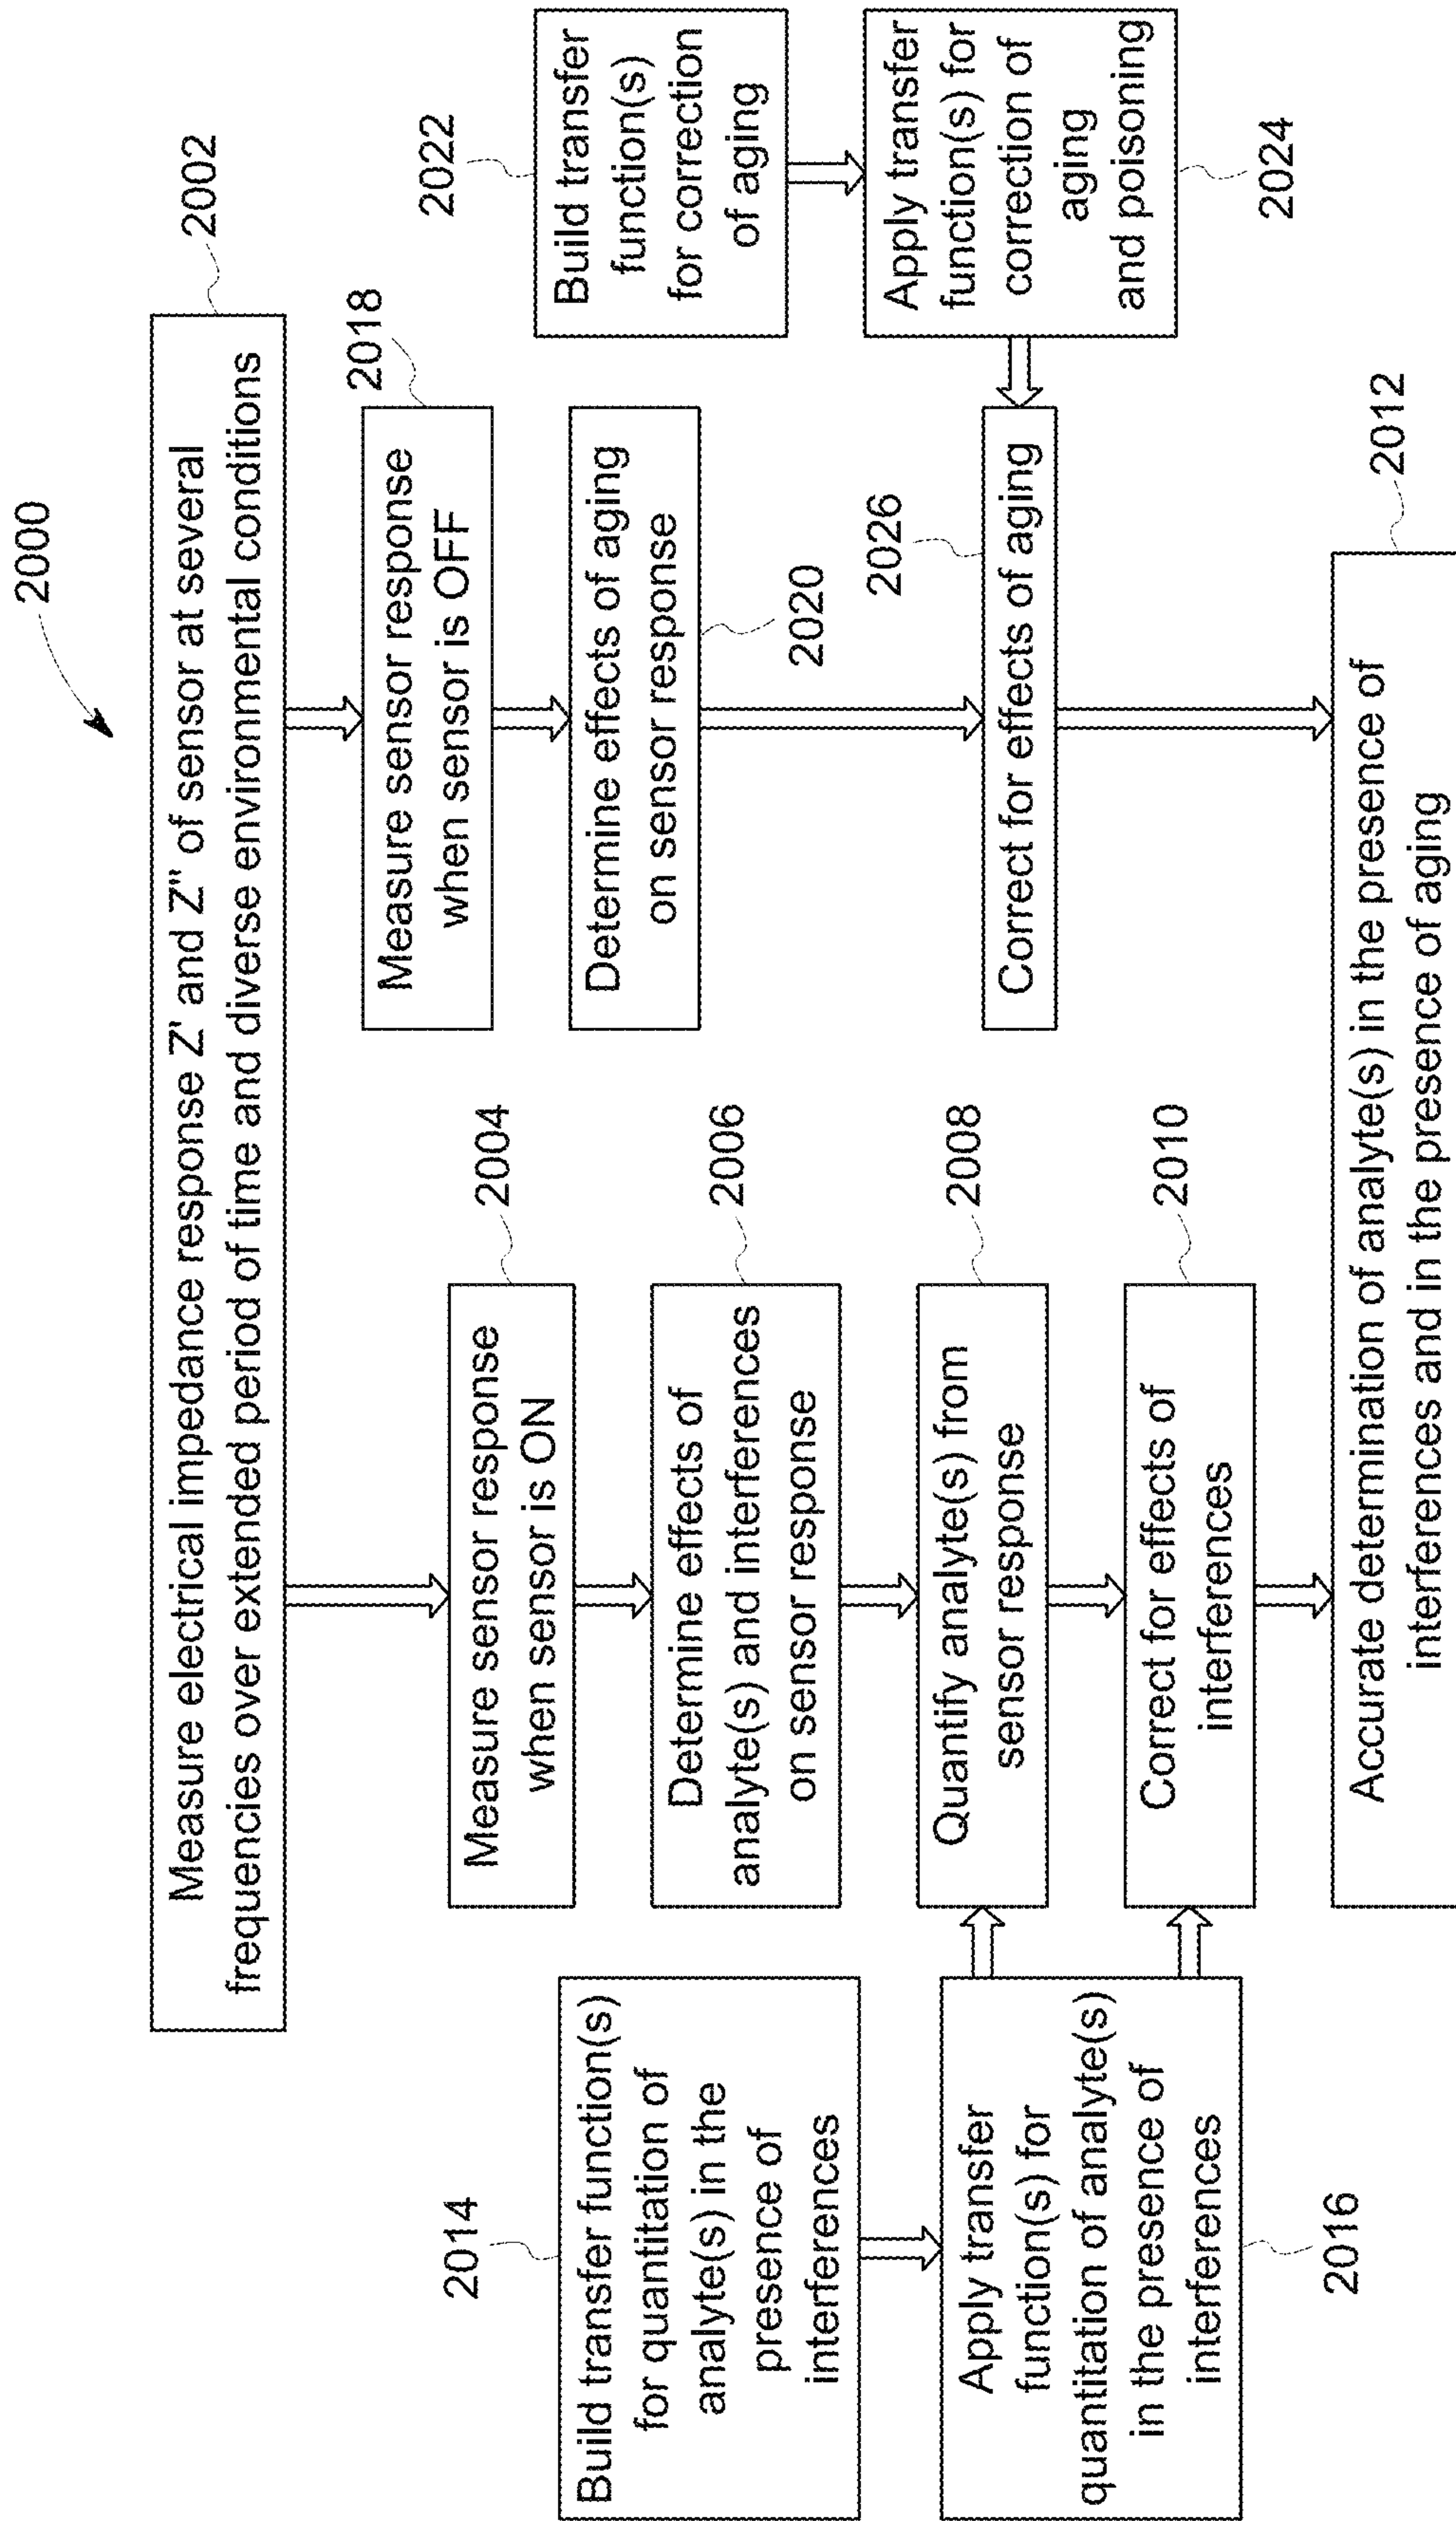 2000
2002
Measure electrical impedance response Z' and Z'' of sensor at several
frequencies over extended period of time and diverse environmental conditions
2004
Measure sensor response
when sensor is ON
2006
Determine effects of
analyte(s) and interferences
on sensor response
2008
Quantify analyte(s) from
sensor response
2010
Correct for effects of
interferences
2014
Build transfer function(s)
for quantitation of
analyte(s) in the
presence of
interferences
Apply transfer
function(s) for
quantitation of analyte(s)
in the presence of
interferences
2016
2018
Measure sensor response
when sensor is OFF
Determine effects of aging
on sensor response
2020
2022
Build transfer
function(s)
for correction
of aging
Apply transfer
function(s) for
correction of
aging
and poisoning
2024
2026
Correct for effects of aging
2012
Accurate determination of analyte(s) in the presence of
interferences and in the presence of aging